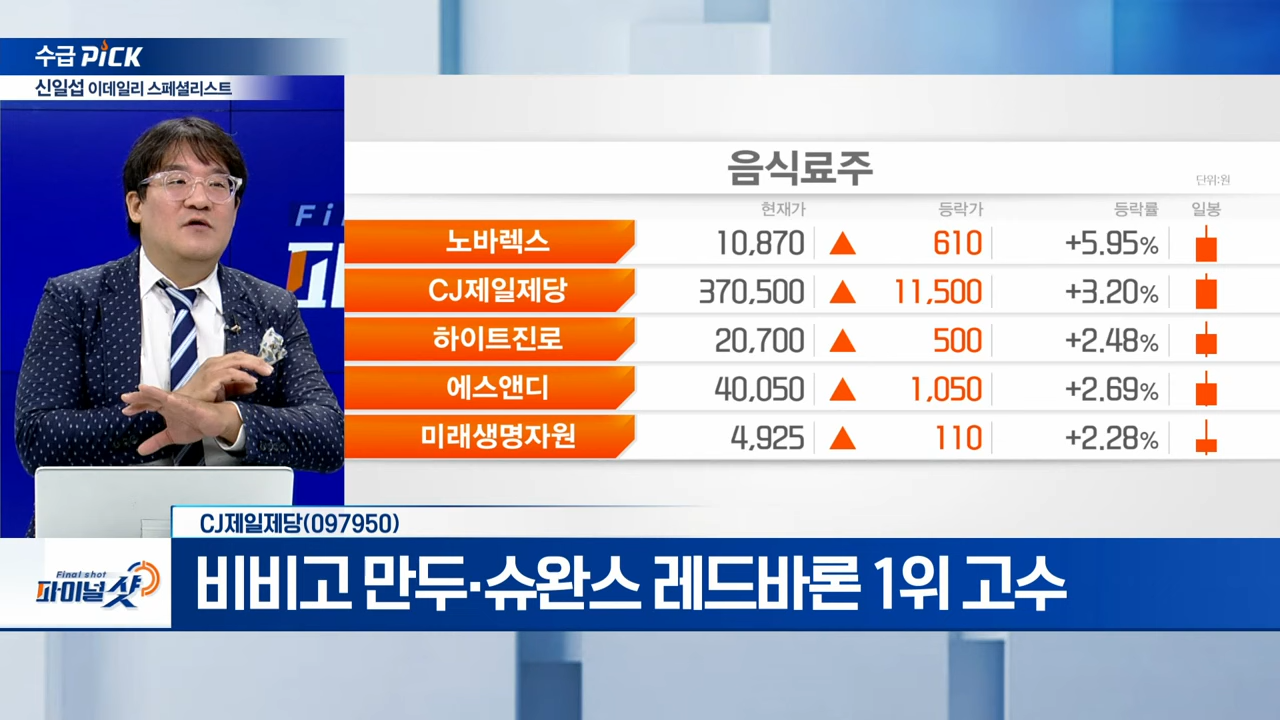 수급 PiCK
신일섭 이데일리 스페셜리스트
Fi
음식료주
단위:원
현재가 등락가 등락률 일봉
노바렉스 10,870 ▲ 610 +5.95%
CJ제일제당 370,500 ▲ 11,500 +3.20%
하이트진로 20,700 ▲ 500 +2.48%
에스앤디 40,050 ▲ 1,050 +2.69%
미래생명자원 4,925 ▲ 110 +2.28%
CJ제일제당(097950)
Final shot
파이널샷
비비고 만두·슈완스 레드바론 1위 고수